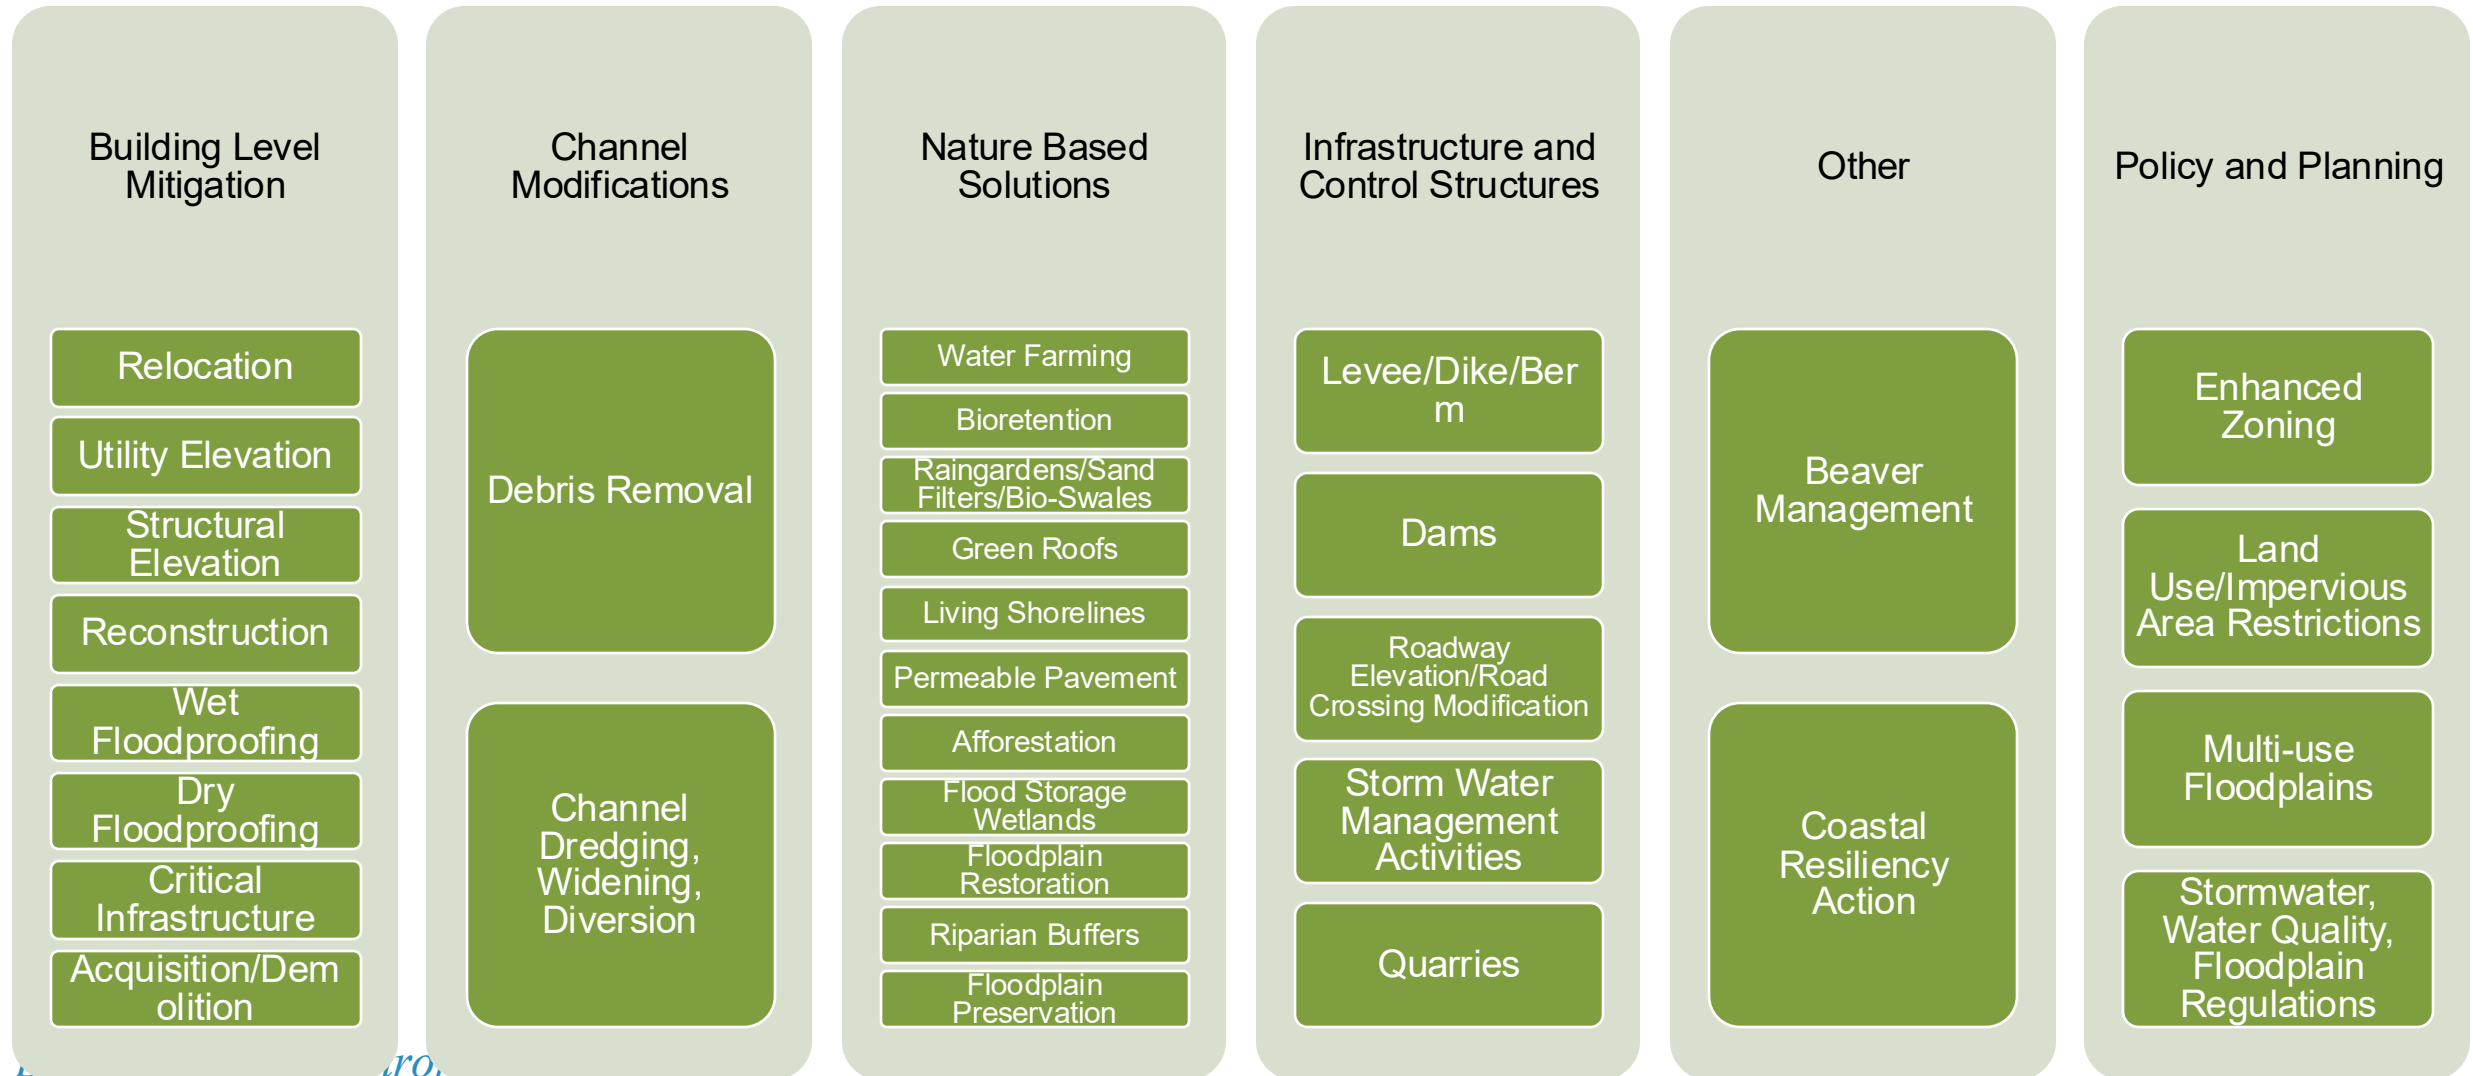 Building Level
Mitigation
Relocation
Utility Elevation
Structural
Elevation
Reconstruction
Wet
Floodproofing
Dry
Floodproofing
Critical
Infrastructure
Acquisition/Dem
olition
Channel
Modifications
Debris Removal
Channel
Dredging,
Widening,
Diversion
Nature Based
Solutions
Water Farming
Bioretention
Raingardens/Sand
Filters/Bio-Swales
Green Roofs
Living Shorelines
Permeable Pavement
Afforestation
Flood Storage
Wetlands
Floodplain
Restoration
Riparian Buffers
Floodplain
Preservation
Infrastructure and
Control Structures
Levee/Dike/Ber
m
Dams
Roadway
Elevation/Road
Crossing Modification
Storm Water
Management
Activities
Quarries
Other
Beaver
Management
Coastal
Resiliency
Action
Policy and Planning
Enhanced
Zoning
Land
Use/Impervious
Area Restrictions
Multi-use
Floodplains
Stormwater,
Water Quality,
Floodplain
Regulations